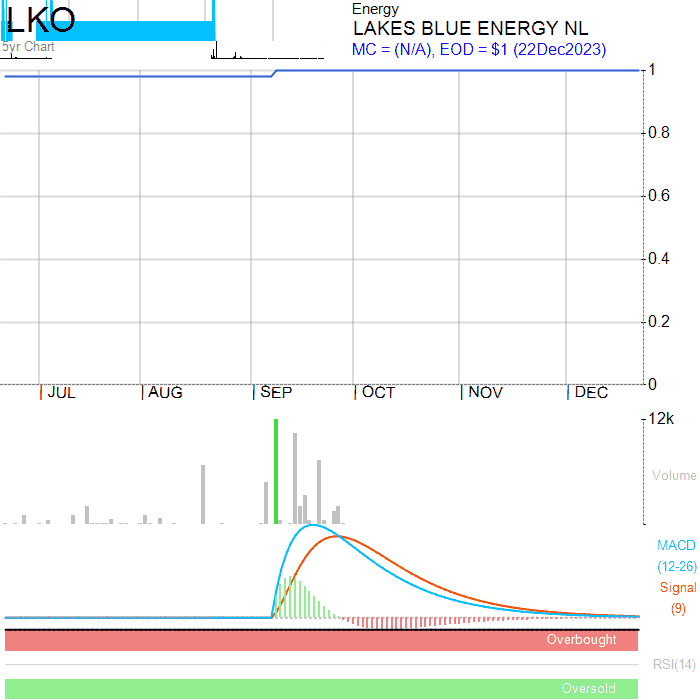 LKO
Energy
LAKES BLUE ENERGY NL
5yr Chart
MC = (N/A), EOD = $1 (22Dec2023)
1
0.8
0.6
0.4
0.2
0
JUL AUG SEP OCT NOV DEC
12k
Volume
MACD
(12-26)
Signal
(9)
Overbought
RSI(14)
Oversold